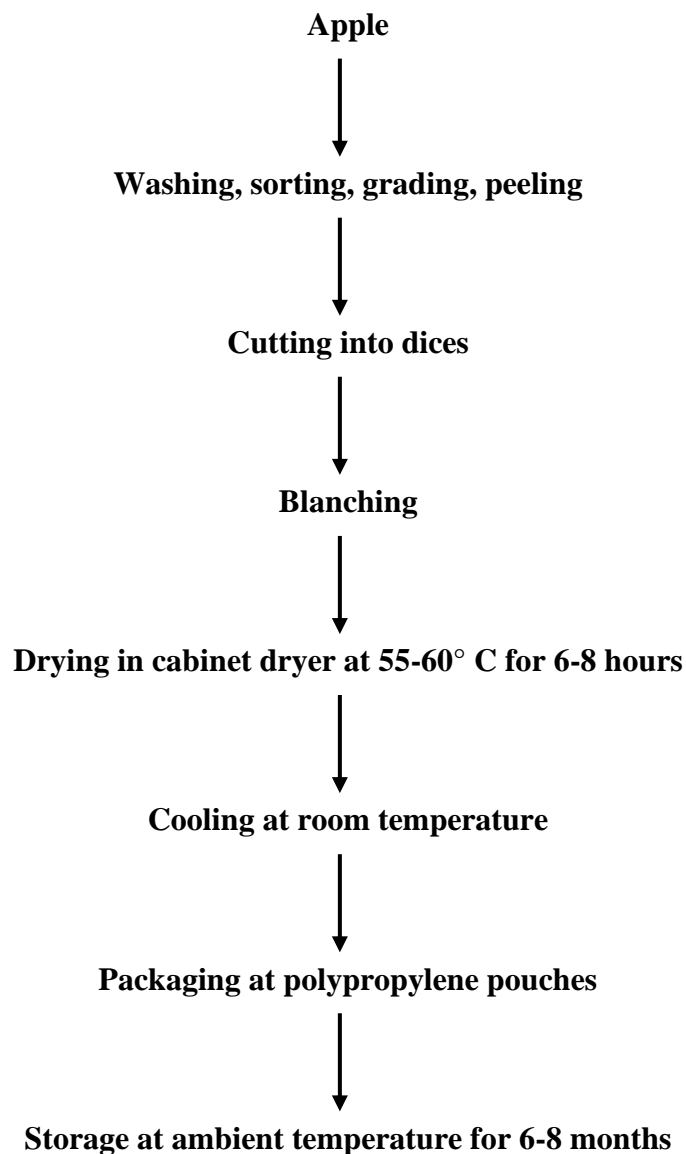 Apple
Washing, sorting, grading, peeling
Cutting into dices
Blanching
Drying in cabinet dryer at 55-60° C for 6-8 hours
Cooling at room temperature
Packaging at polypropylene pouches
Storage at ambient temperature for 6-8 months